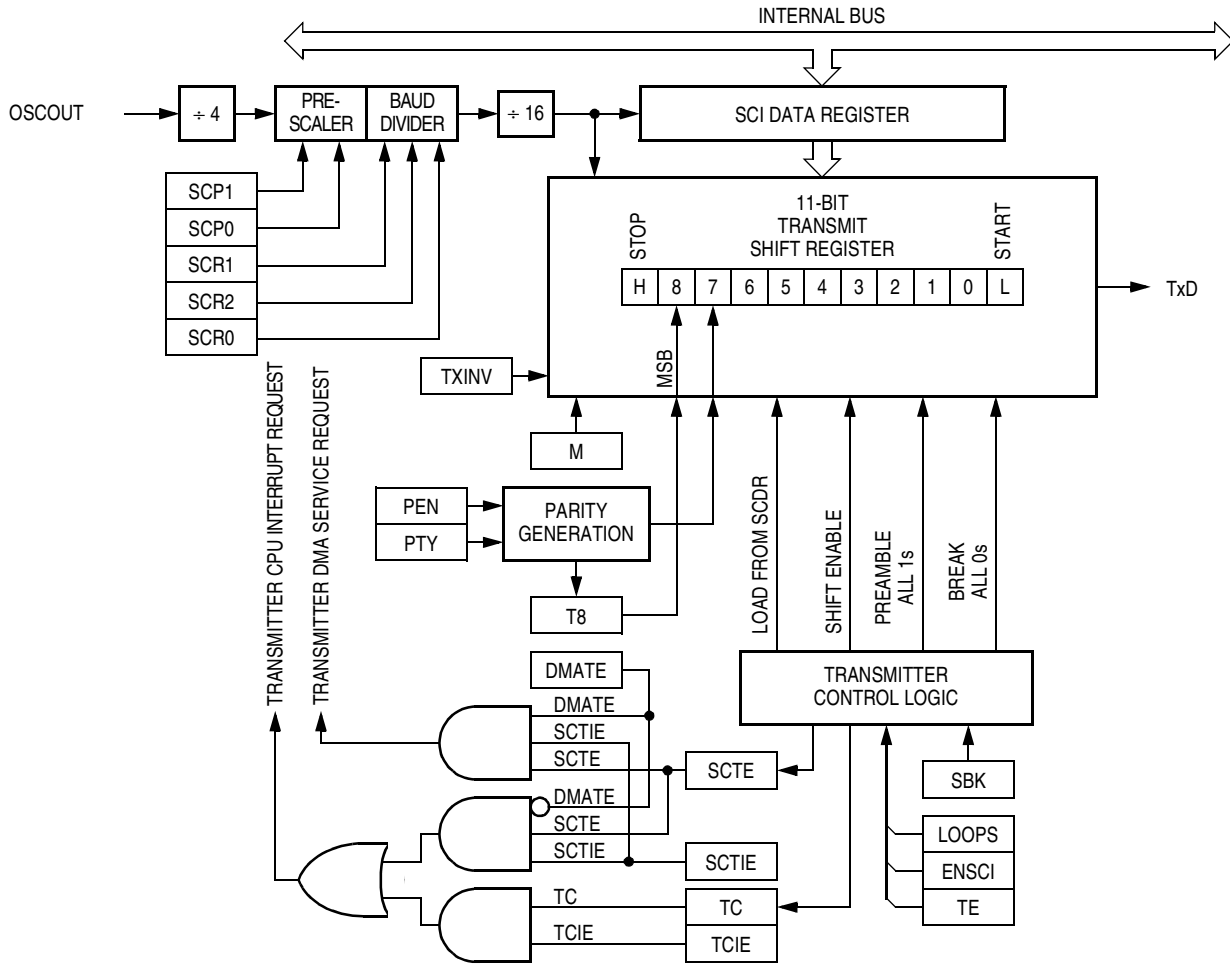 INTERNAL BUS
OSCOUT
÷ 4
PRE-
SCALER
BAUD
DIVIDER
÷ 16
SCI DATA REGISTER
SCP1
SCP0
SCR1
SCR2
SCR0
11-BIT
TRANSMIT
SHIFT REGISTER
STOP
START
H 8 7 6 5 4 3 2 1 0 L
TxD
TXINV
MSB
M
TRANSMITTER CPU INTERRUPT REQUEST
TRANSMITTER DMA SERVICE REQUEST
PEN
PTY
PARITY
GENERATION
T8
LOAD FROM SCDR
SHIFT ENABLE
PREAMBLE
ALL 1s
BREAK
ALL 0s
TRANSMITTER
CONTROL LOGIC
DMATE
DMATE
SCTIE
SCTE
SCTE
SBK
DMATE
SCTE
SCTIE
SCTIE
LOOPS
ENSCI
TE
TC
TCIE
TC
TCIE